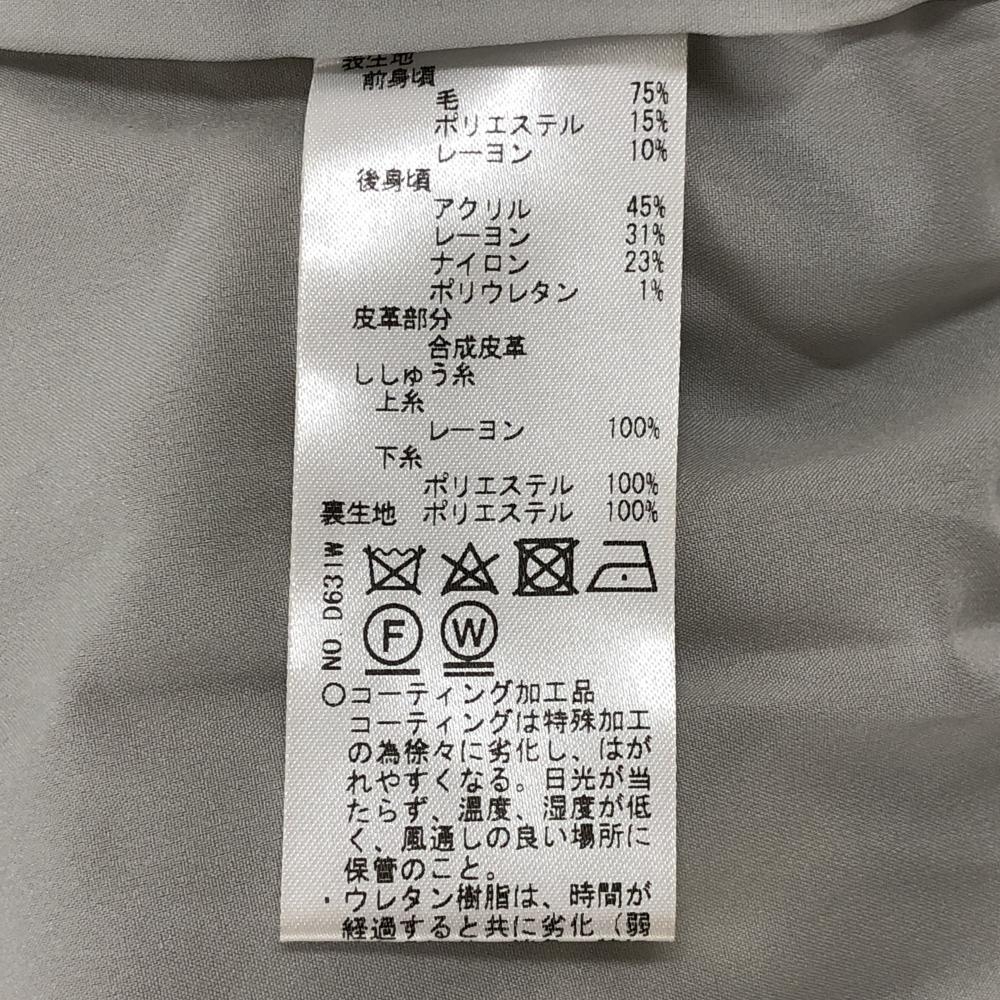 表生地
前身頃
毛 75%
ポリエステル 15%
レーヨン 10%
後身頃
アクリル 45%
レーヨン 31%
ナイロン 23%
ポリウレタン 1%
皮革部分
合成皮革
ししゅう糸
上糸
レーヨン 100%
下糸
ポリエステル 100%
裏生地 ポリエステル 100%
NO. D631W
F W
○コーティング加工品
コーティングは特殊加工
の為徐々に劣化し、はが
れやすくなる。日光が当
たらず、温度、湿度が低
く、風通しの良い場所に
保管のこと。
・ウレタン樹脂は、時間が
経過すると共に劣化（弱